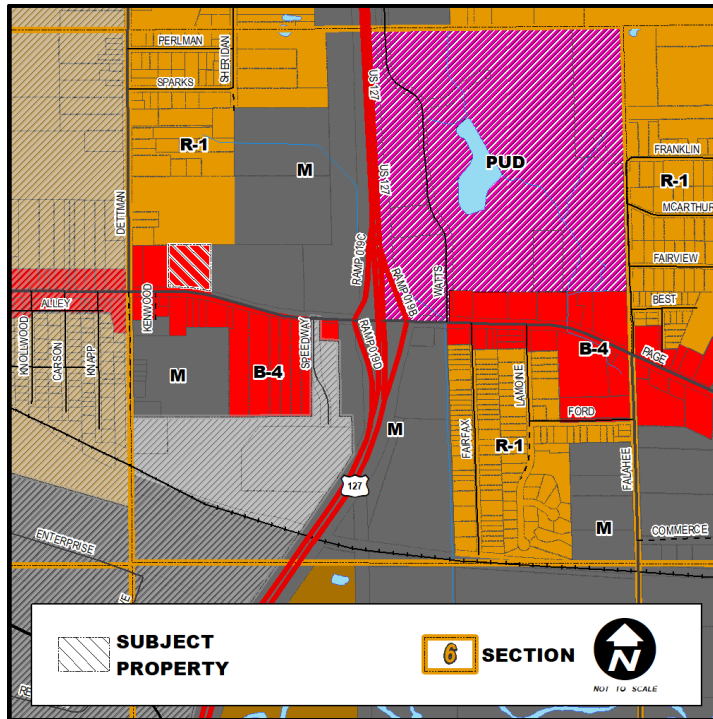 PERLMAN
SHERIDAN
SPARKS
US 127
R-1
M
PUD
FRANKLIN
R-1
MCARTHUR
US 127
DETTMAN
FAIRVIEW
RAMP 019C
RAMP 019B
WATTS
BEST
ALLEY
KENWOOD
KNOLLWOOD
CARSON
KNAPP
SPEEDWAY
RAMP 019D
PAGE
M
B-4
B-4
LAMOINE
FORD
M
FAIRFAX
R-1
FALAHEE
127
M
COMMERCE
ENTERPRISE
SUBJECT
PROPERTY
6 SECTION
N
NOT TO SCALE